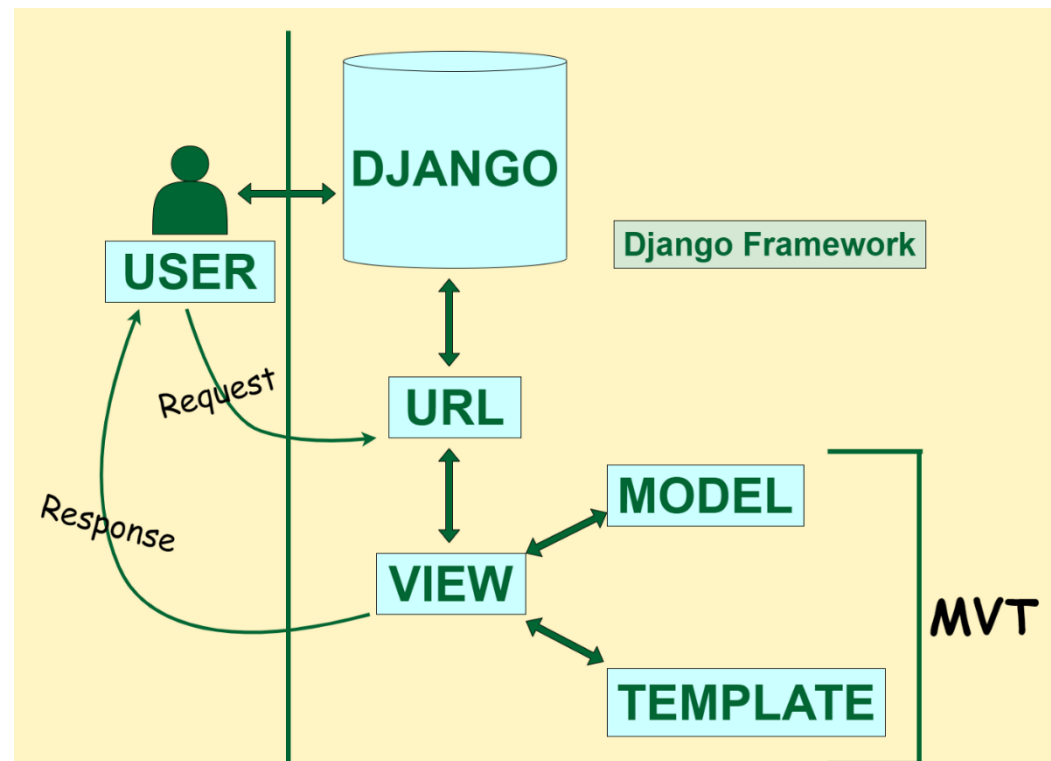 DJANGO
Django Framework
USER
Request
URL
MODEL
Response
VIEW
MVT
TEMPLATE